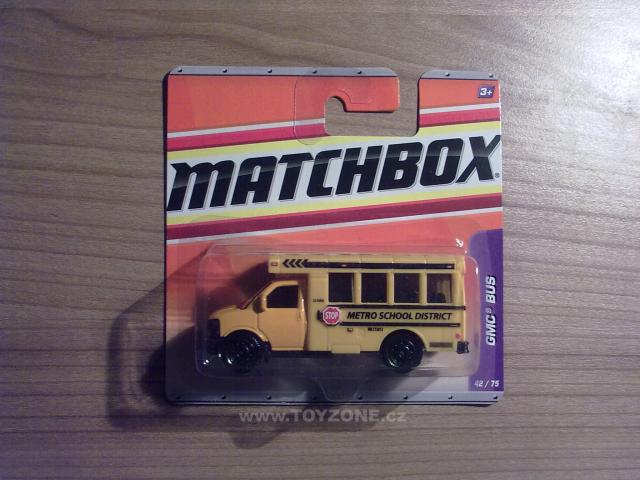 3+
MATCHBOX®
METRO SCHOOL DISTRICT
STOP
GMC® BUS
42 / 75
www.TOYZONE.cz